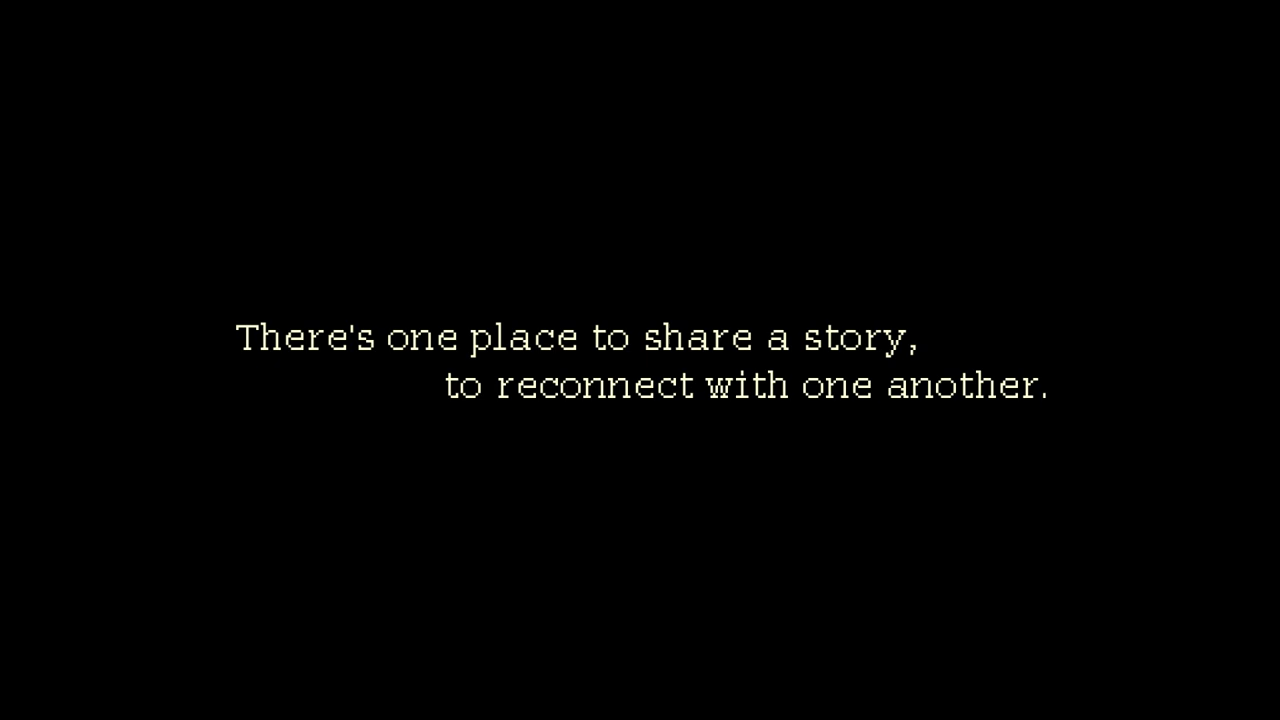 There's one place to share a story,
to reconnect with one another.